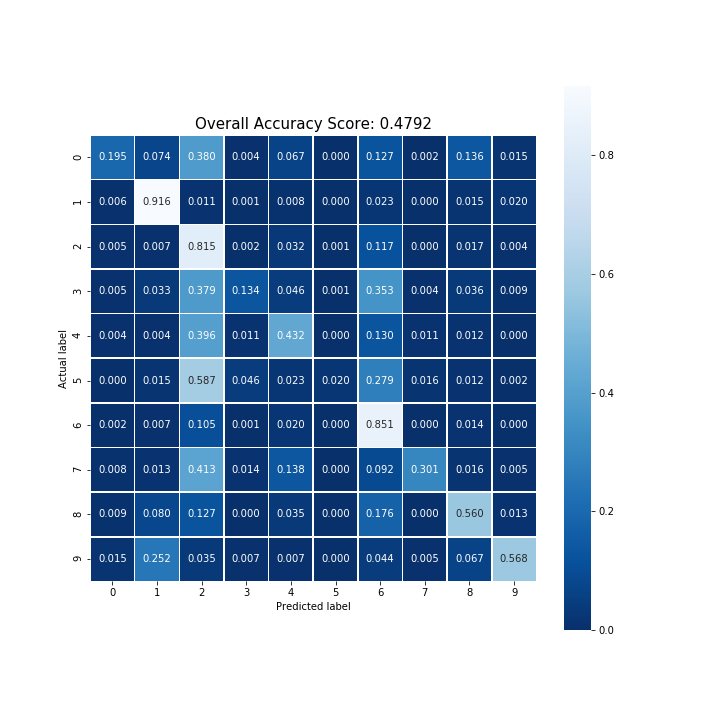 Overall Accuracy Score: 0.4792
0 0.195 0.074 0.380 0.004 0.067 0.000 0.127 0.002 0.136 0.015
1 0.006 0.916 0.011 0.001 0.008 0.000 0.023 0.000 0.015 0.020
2 0.005 0.007 0.815 0.002 0.032 0.001 0.117 0.000 0.017 0.004
3 0.005 0.033 0.379 0.134 0.046 0.001 0.353 0.004 0.036 0.009
4 0.004 0.004 0.396 0.011 0.432 0.000 0.130 0.011 0.012 0.000
5 0.000 0.015 0.587 0.046 0.023 0.020 0.279 0.016 0.012 0.002
6 0.002 0.007 0.105 0.001 0.020 0.000 0.851 0.000 0.014 0.000
7 0.008 0.013 0.413 0.014 0.138 0.000 0.092 0.301 0.016 0.005
8 0.009 0.080 0.127 0.000 0.035 0.000 0.176 0.000 0.560 0.013
9 0.015 0.252 0.035 0.007 0.007 0.000 0.044 0.005 0.067 0.568
0 1 2 3 4 5 6 7 8 9
Predicted label
Actual label
0.8
0.6
0.4
0.2
0.0